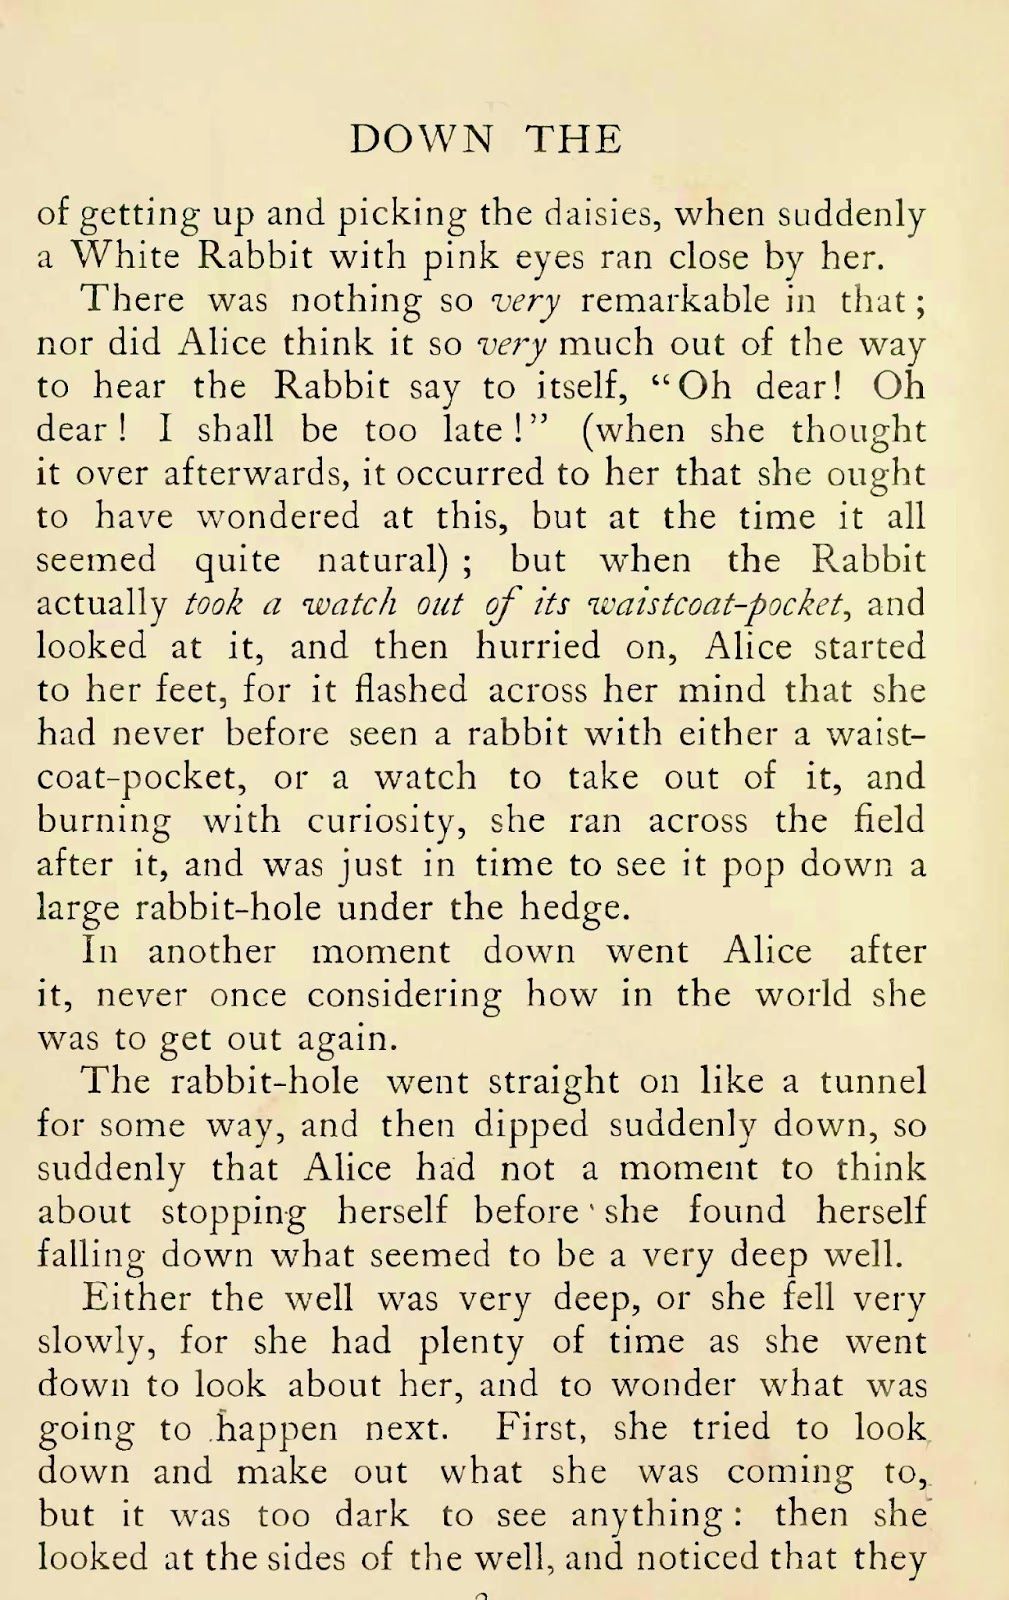 DOWN THE
of getting up and picking the daisies, when suddenly
a White Rabbit with pink eyes ran close by her.
There was nothing so very remarkable in that ;
nor did Alice think it so very much out of the way
to hear the Rabbit say to itself, “Oh dear! Oh
dear ! I shall be too late !” (when she thought
it over afterwards, it occurred to her that she ought
to have wondered at this, but at the time it all
seemed quite natural) ; but when the Rabbit
actually took a watch out of its waistcoat-pocket, and
looked at it, and then hurried on, Alice started
to her feet, for it flashed across her mind that she
had never before seen a rabbit with either a waist-
coat-pocket, or a watch to take out of it, and
burning with curiosity, she ran across the field
after it, and was just in time to see it pop down a
large rabbit-hole under the hedge.
In another moment down went Alice after
it, never once considering how in the world she
was to get out again.
The rabbit-hole went straight on like a tunnel
for some way, and then dipped suddenly down, so
suddenly that Alice had not a moment to think
about stopping herself before she found herself
falling down what seemed to be a very deep well.
Either the well was very deep, or she fell very
slowly, for she had plenty of time as she went
down to look about her, and to wonder what was
going to happen next. First, she tried to look
down and make out what she was coming to,
but it was too dark to see anything : then she
looked at the sides of the well, and noticed that they